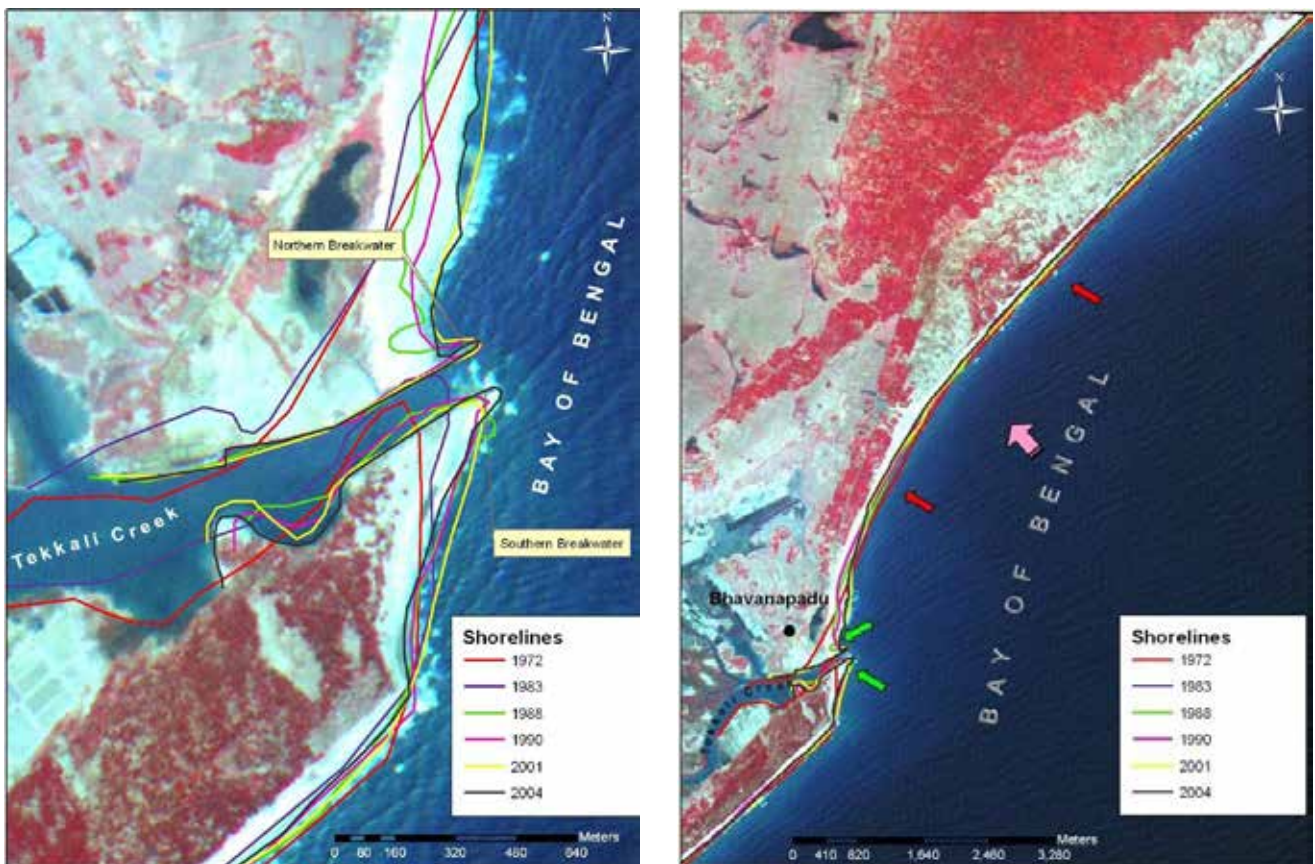 N
Northern Breakwater
BAY OF BENGAL
Tekkali Creek
Southern Breakwater
Shorelines
1972
1983
1988
1990
2001
2004
Meters
0 80 160 320 480 640
N
Bhavanapadu
BAY OF BENGAL
Shorelines
1972
1983
1988
1990
2001
2004
Meters
0 410 820 1,640 2,460 3,280